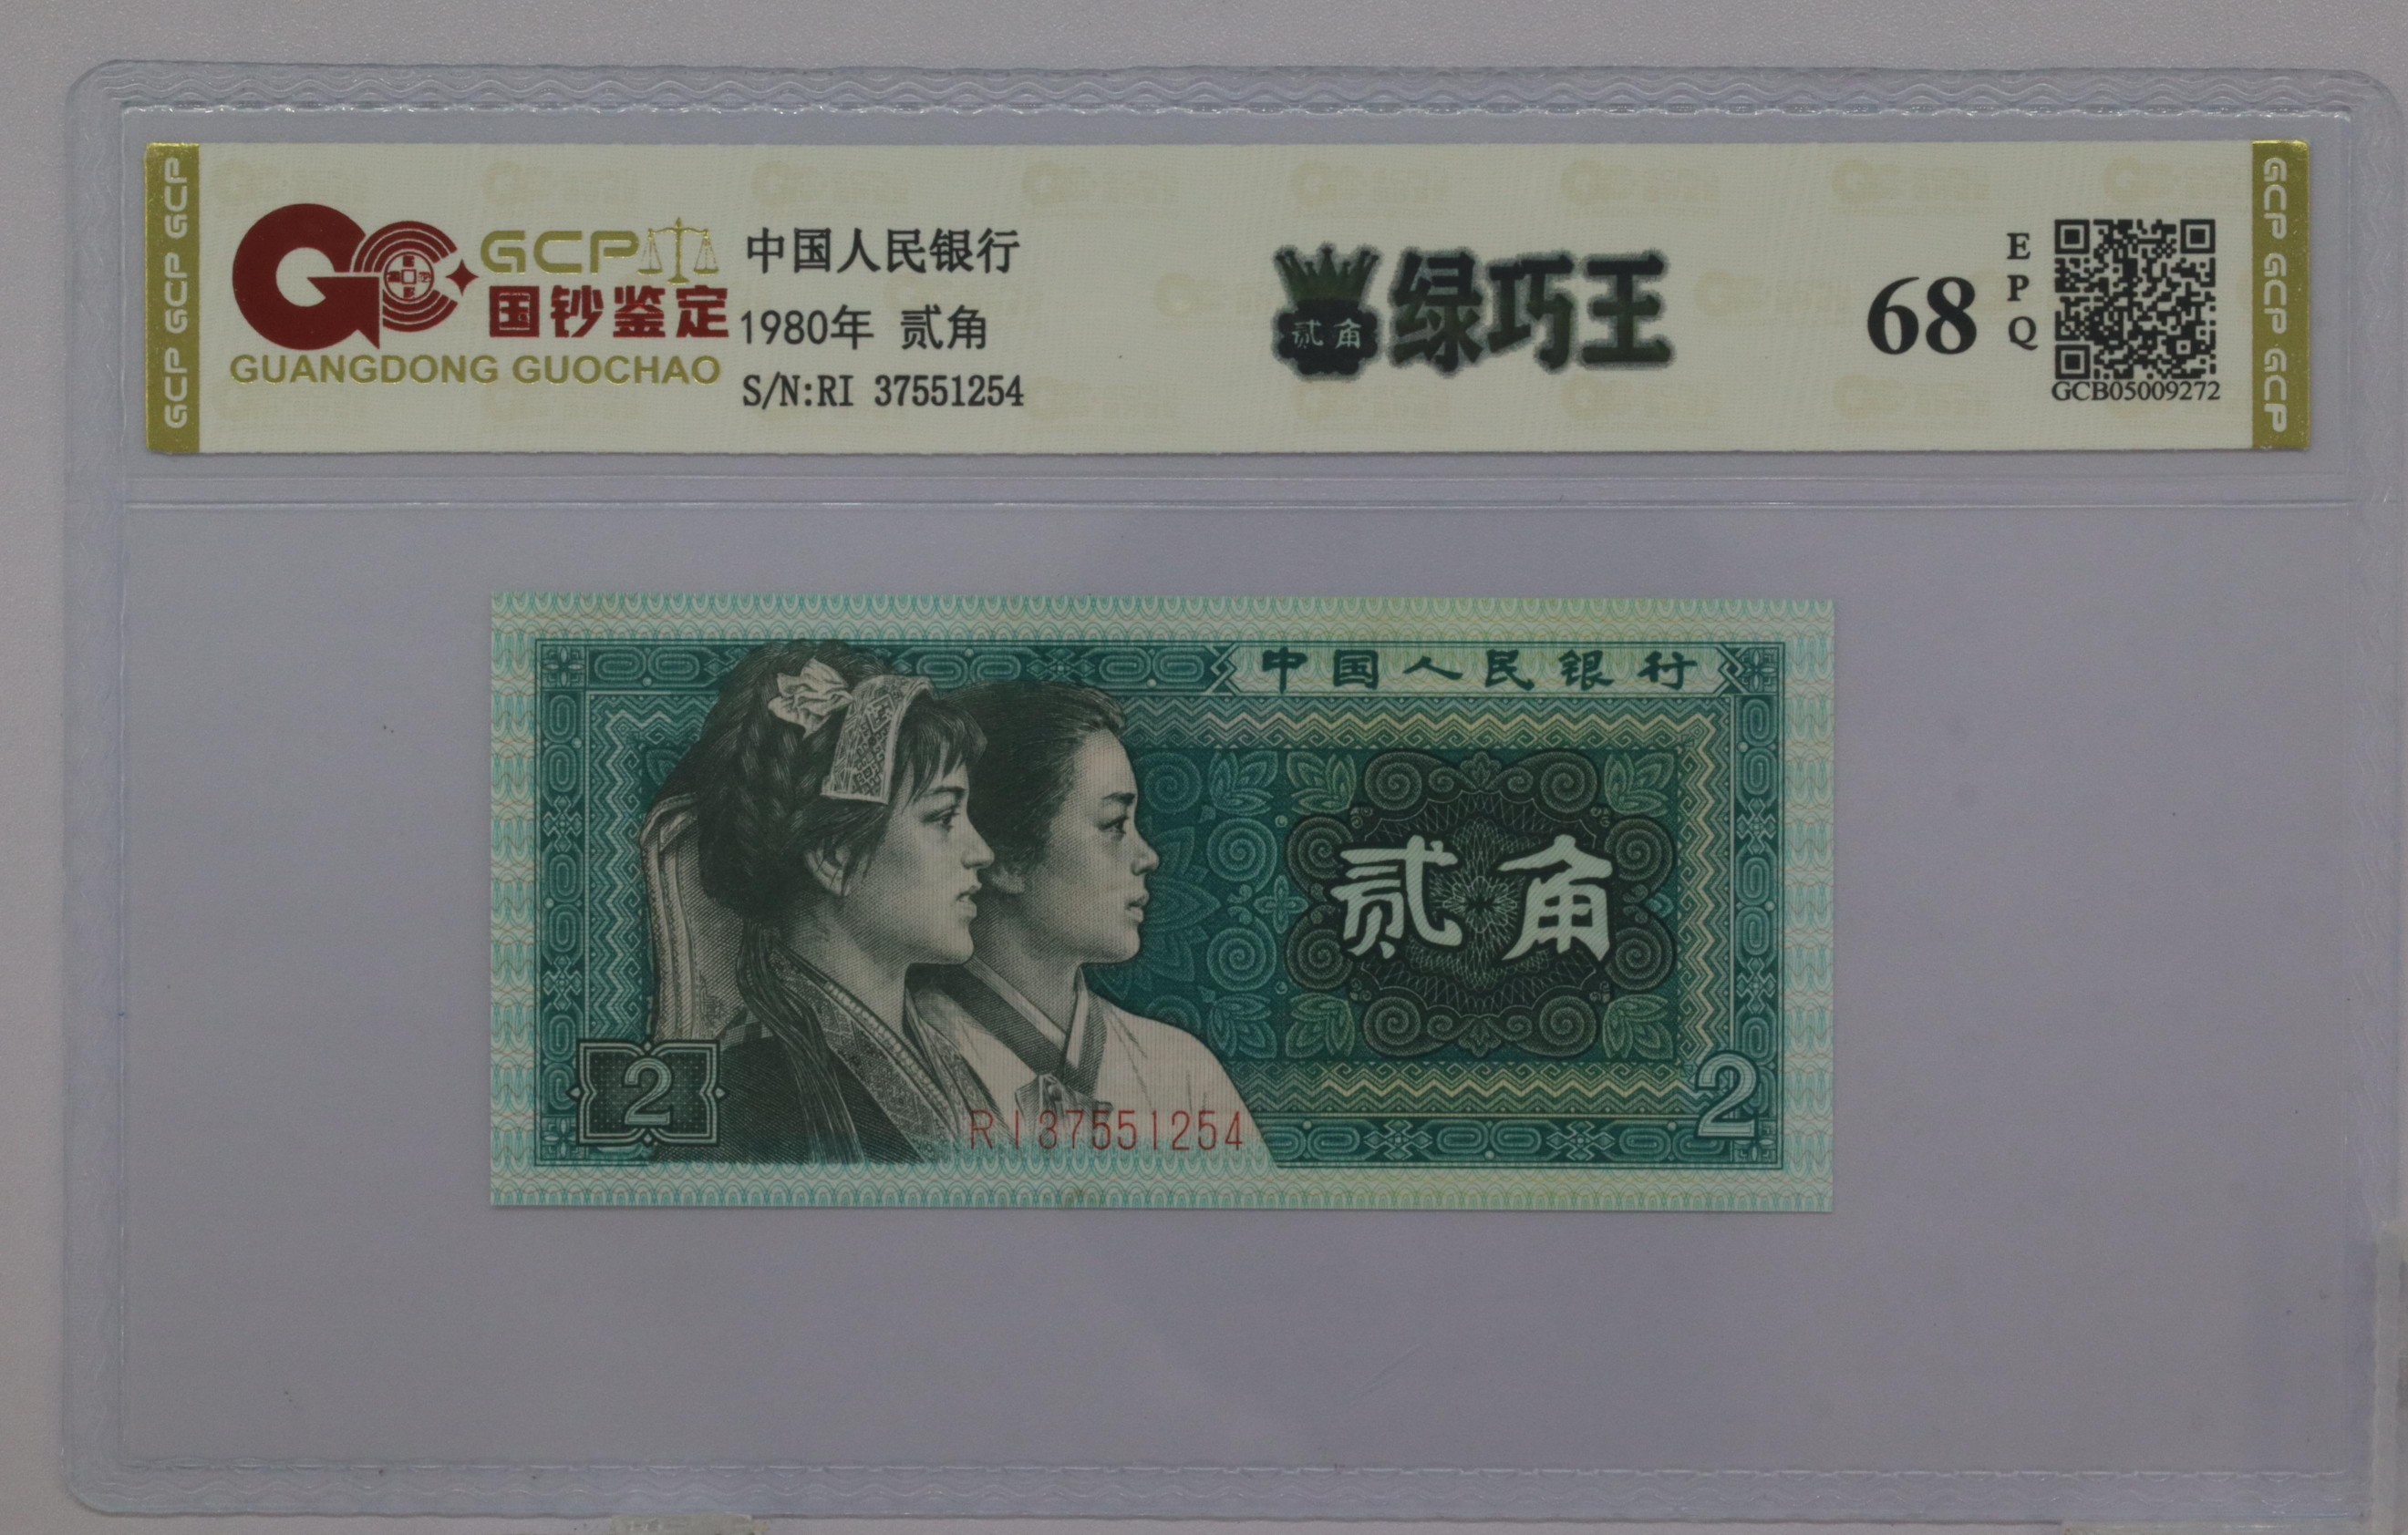 GCP GCP GCP
GCP
国钞鉴定
GUANGDONG GUOCHAO
中国人民银行
1980年 贰角
S/N:RI 37551254
贰角
绿巧王
68
EPQ
GCB05009272
GCP GCP GCP
中国人民银行
贰角
2
RI37551254
2